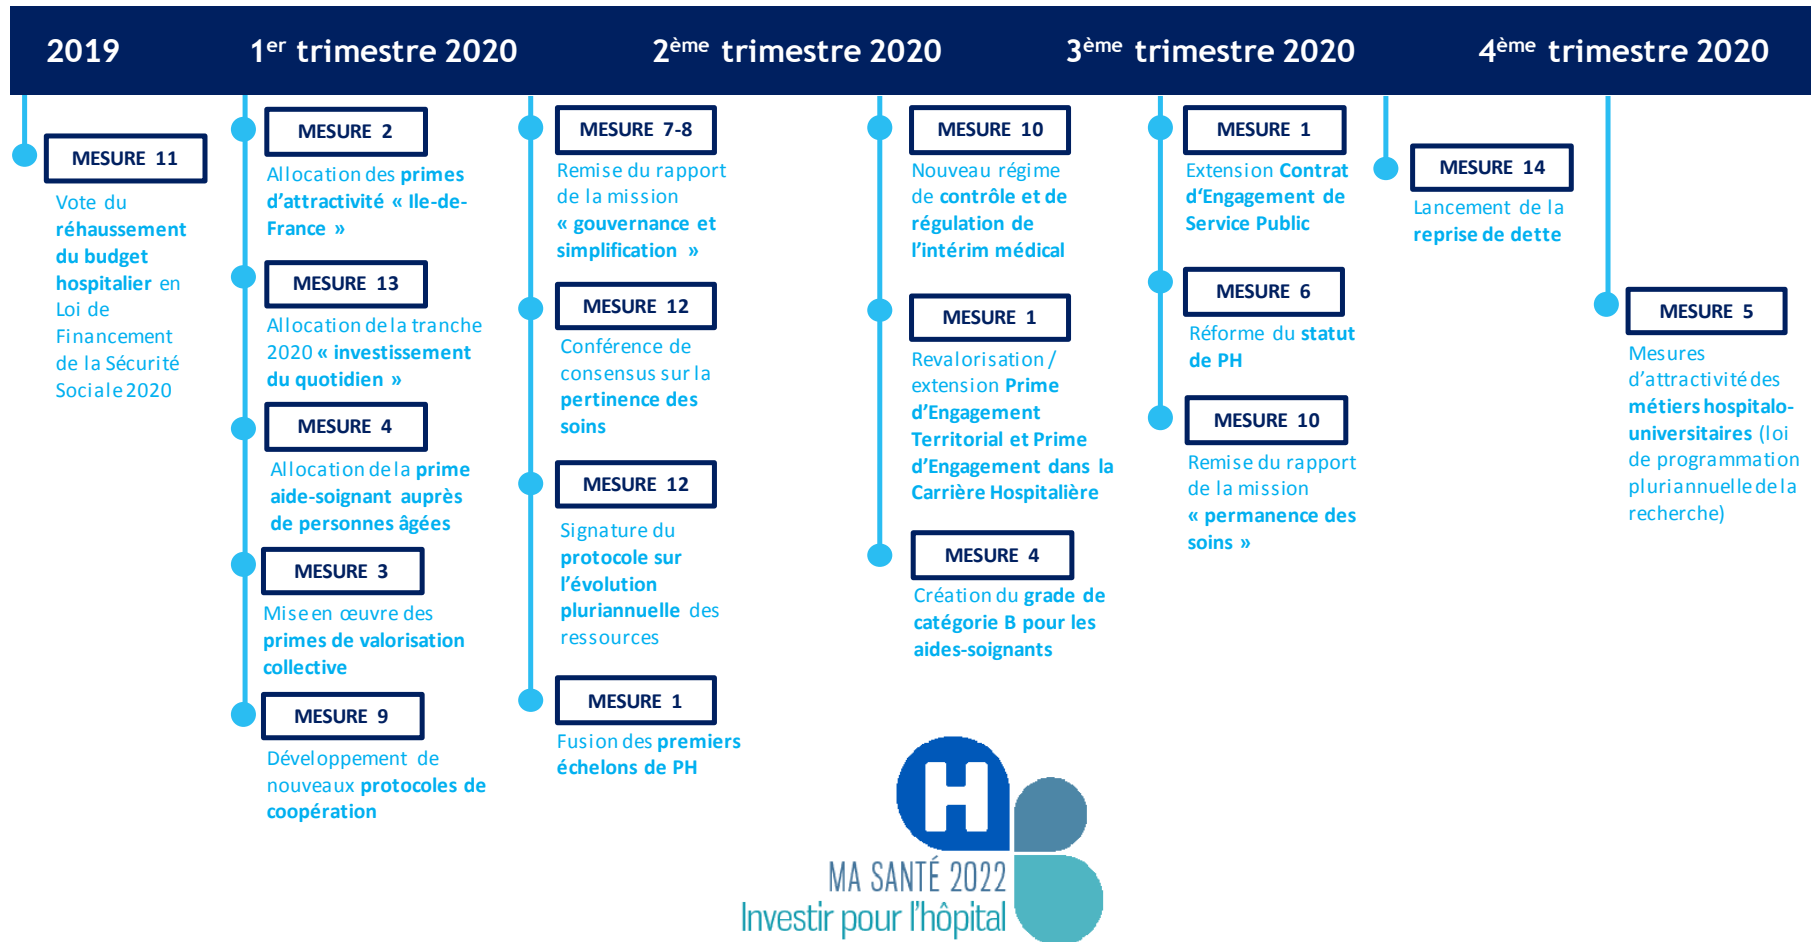 2019
1er trimestre 2020
2ème trimestre 2020
3ème trimestre 2020
4ème trimestre 2020
MESURE 11
Vote du
réhaussement
du budget
hospitalier en
Loi de
Financement
de la Sécurité
Sociale 2020
MESURE 2
Allocation des primes
d'attractivité « Ile-de-
France »
MESURE 13
Allocation de la tranche
2020 « investissement
du quotidien »
MESURE 4
Allocation de la prime
aide-soignant auprès
de personnes âgées
MESURE 3
Mise en œuvre des
primes de valorisation
collective
MESURE 9
Développement de
nouveaux protocoles de
coopération
MESURE 7-8
Remise du rapport
de la mission
« gouvernance et
simplification »
MESURE 12
Conférence de
consensus sur la
pertinence des
soins
MESURE 12
Signature du
protocole sur
l'évolution
pluriannuelle des
ressources
MESURE 1
Fusion des premiers
échelons de PH
MESURE 10
Nouveau régime
de contrôle et de
régulation de
l'intérim médical
MESURE 1
Revalorisation /
extension Prime
d'Engagement
Territorial et Prime
d'Engagement dans la
Carrière Hospitalière
MESURE 4
Création du grade de
catégorie B pour les
aides-soignants
MESURE 1
Extension Contrat
d'Engagement de
Service Public
MESURE 6
Réforme du statut
de PH
MESURE 10
Remise du rapport
de la mission
« permanence des
soins »
MESURE 14
Lancement de la
reprise de dette
MESURE 5
Mesures
d'attractivité des
métiers hospitalo-
universitaires (loi
de programmation
pluriannuelle de la
recherche)
H
MA SANTÉ 2022
Investir pour l'hôpital